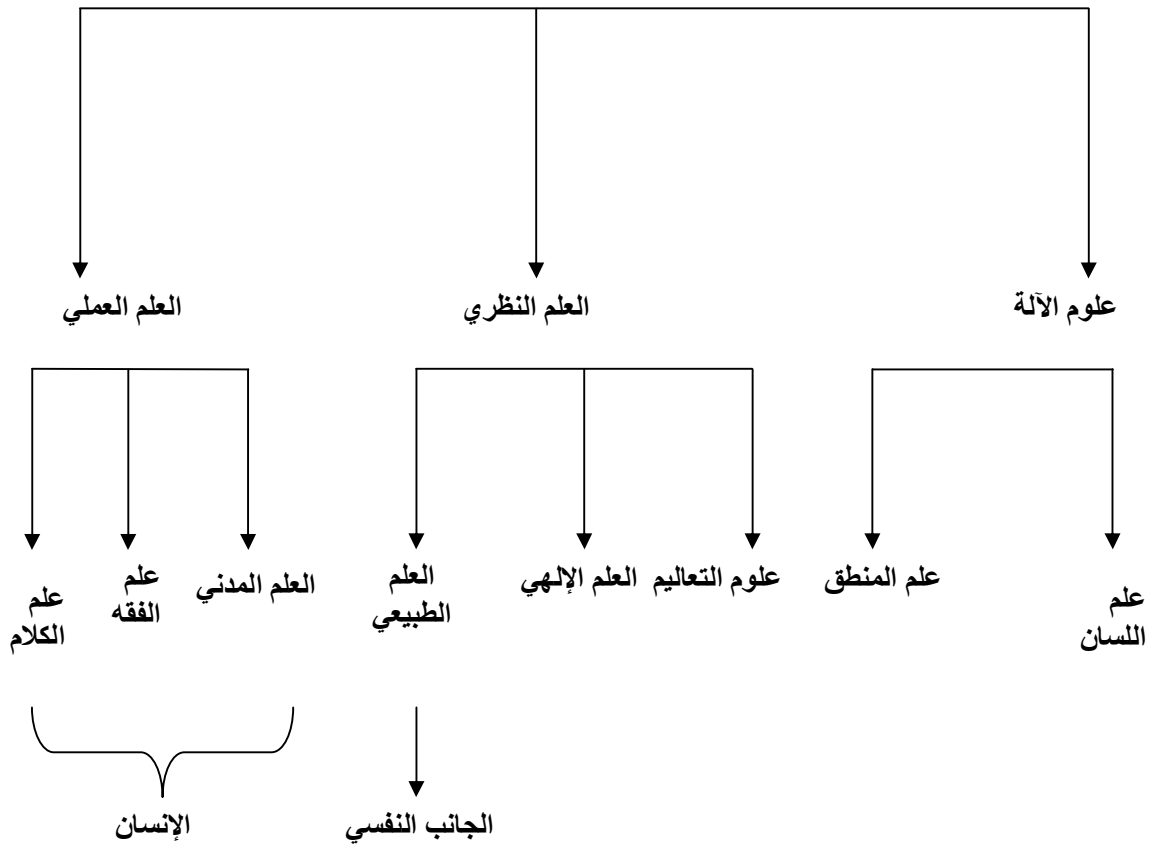 علوم الآلة
العلم النظري
العلم العملي
علم
اللسان
علم المنطق
علوم التعاليم
العلم الإلهي
العلم
الطبيعي
العلم المدني
علم
الفقه
علم
الكلام
الجانب النفسي
الإنسان